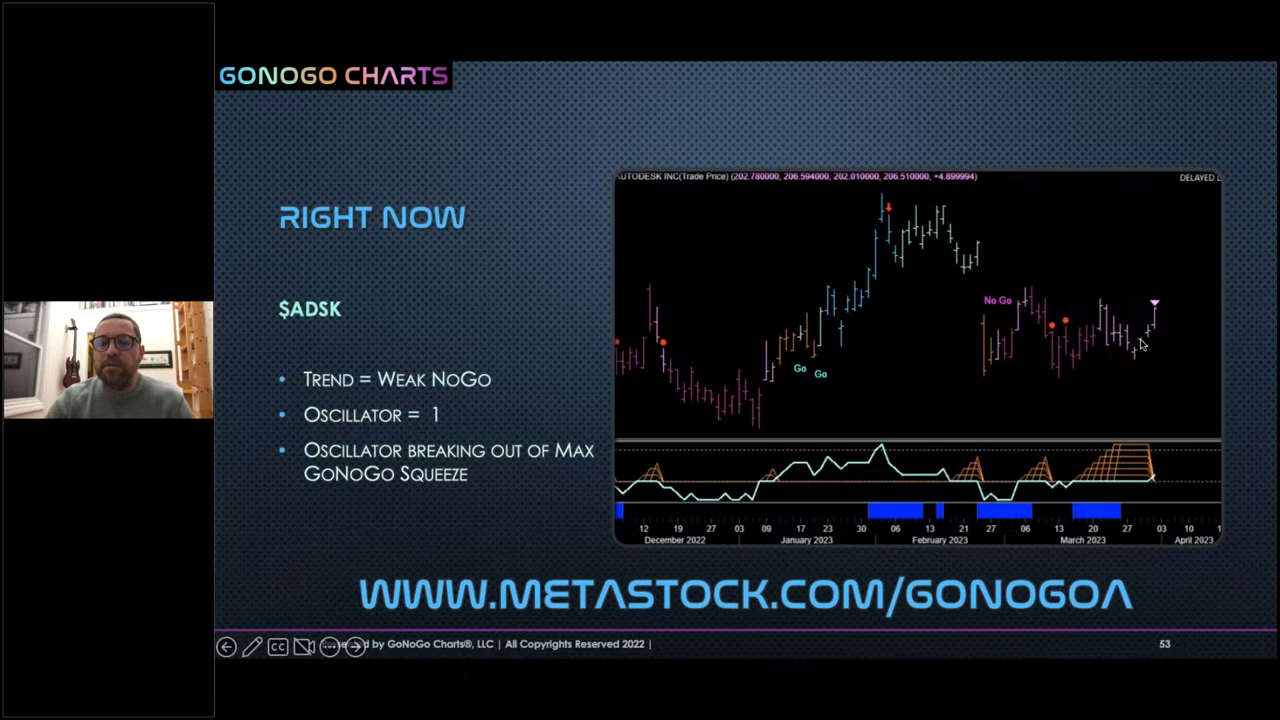 GONOGO CHARTS
RIGHT NOW
$ADSK
• TREND = WEAK NOGO
• OSCILLATOR = 1
• OSCILLATOR BREAKING OUT OF MAX
GONOGO SQUEEZE
AUTODESK INC(Trade Price) (202.780000, 206.594000, 202.010000, 206.510000, +4.899994)
DELAYED
Go
Go
No Go
12 19 27 03 09 17 23 30 06 13 21 27 06 13 20 27 03 10 1
December 2022 January 2023 February 2023 March 2023 April 2023
WWW.METASTOCK.COM/GONOGOA
CC
by GoNoGo Charts®, LLC | All Copyrights Reserved 2022 |
53